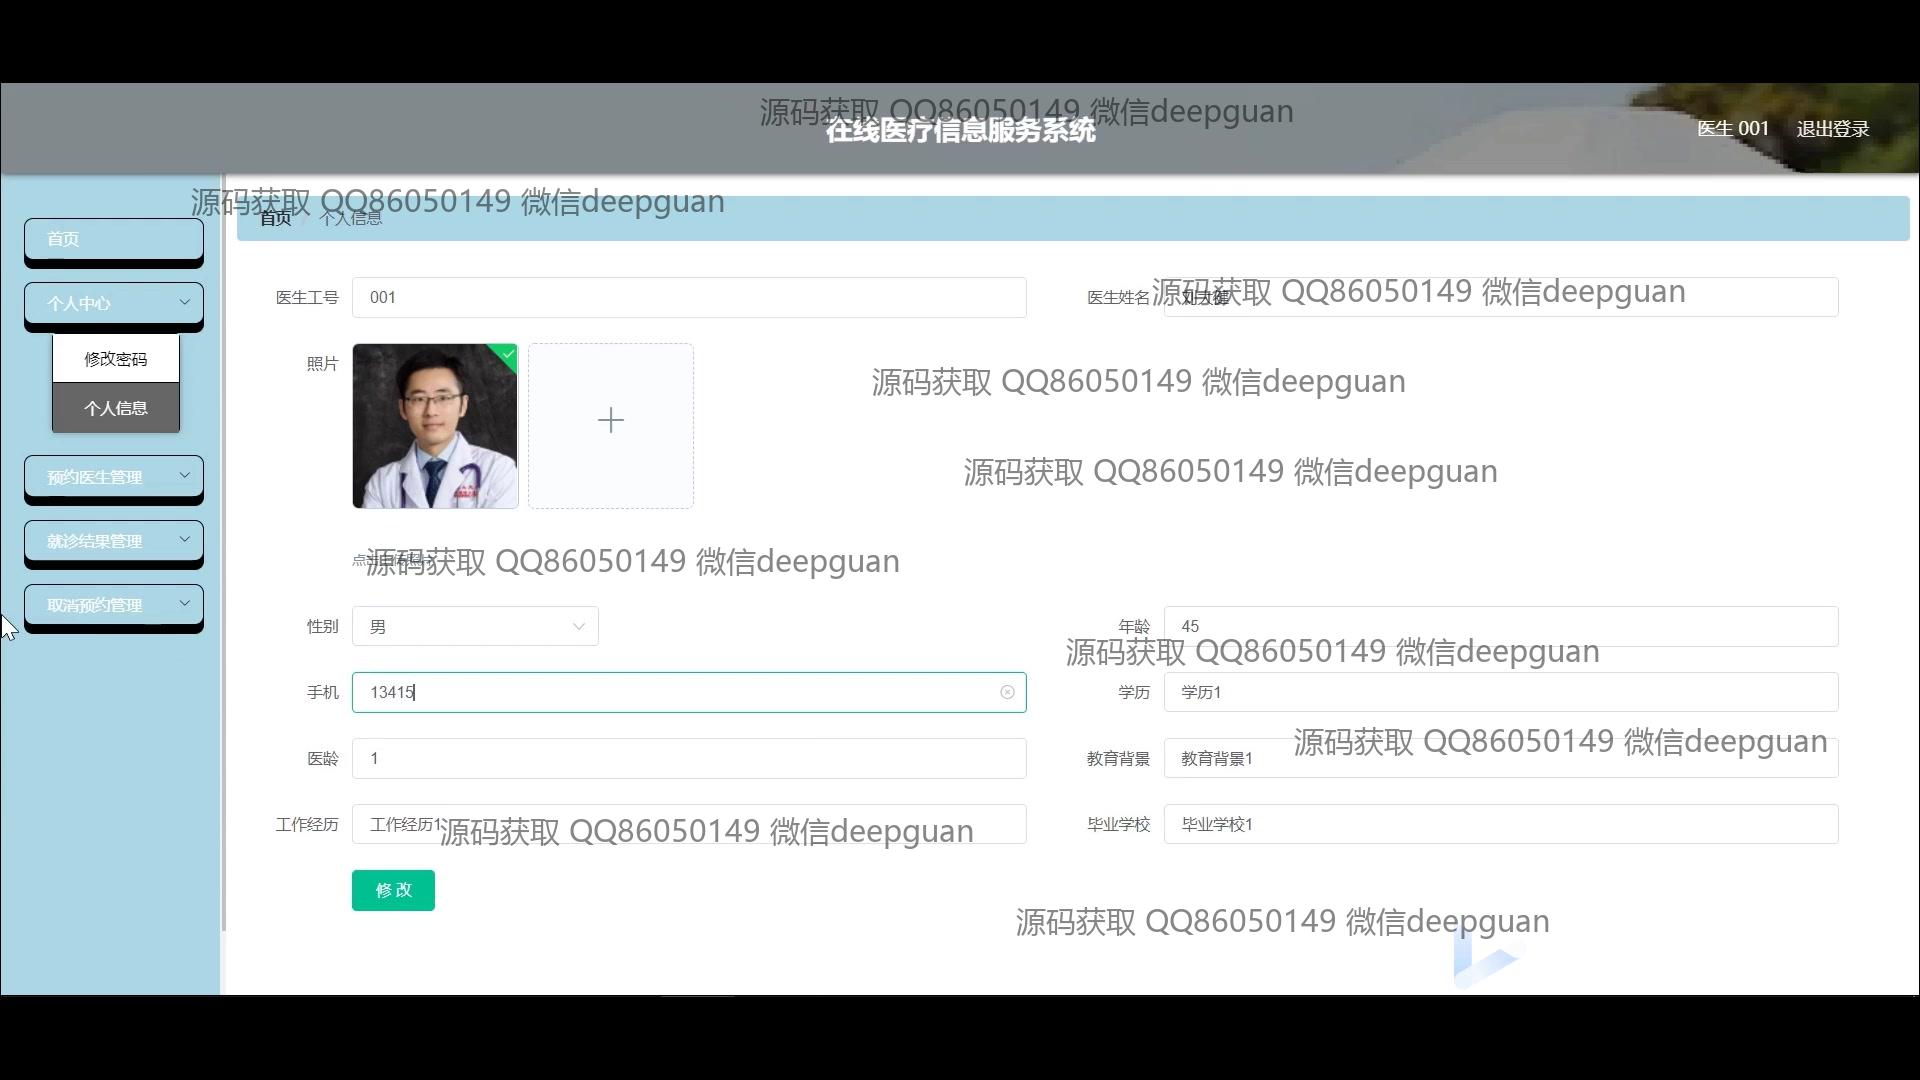 源码获取 QQ86050149 微信deepguan
在线医疗信息服务系统
医生 001 退出登录
源码获取 QQ86050149 微信deepguan
首页 个人信息
首页
个人中心
修改密码
个人信息
预约医生管理
就诊结果管理
取消预约管理
医生工号 001
医生姓名
源码获取 QQ86050149 微信deepguan
照片
源码获取 QQ86050149 微信deepguan
源码获取 QQ86050149 微信deepguan
源码获取 QQ86050149 微信deepguan
性别 男
年龄 45
源码获取 QQ86050149 微信deepguan
手机 13415
学历 学历1
源码获取 QQ86050149 微信deepguan
医龄 1
教育背景 教育背景1
工作经历 工作经历1
源码获取 QQ86050149 微信deepguan
毕业学校 毕业学校1
修改
源码获取 QQ86050149 微信deepguan